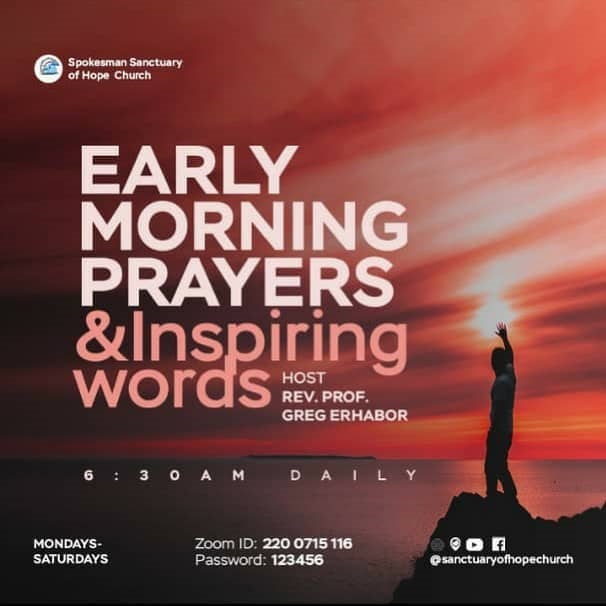 Spokesman Sanctuary
of Hope Church
EARLY
MORNING
PRAYERS
&Inspiring
words
HOST
REV. PROF.
GREG ERHABOR
6:30AM DAILY
MONDAYS-
SATURDAYS
Zoom ID: 220 0715 116
Password: 123456
@sanctuaryofhopechurch